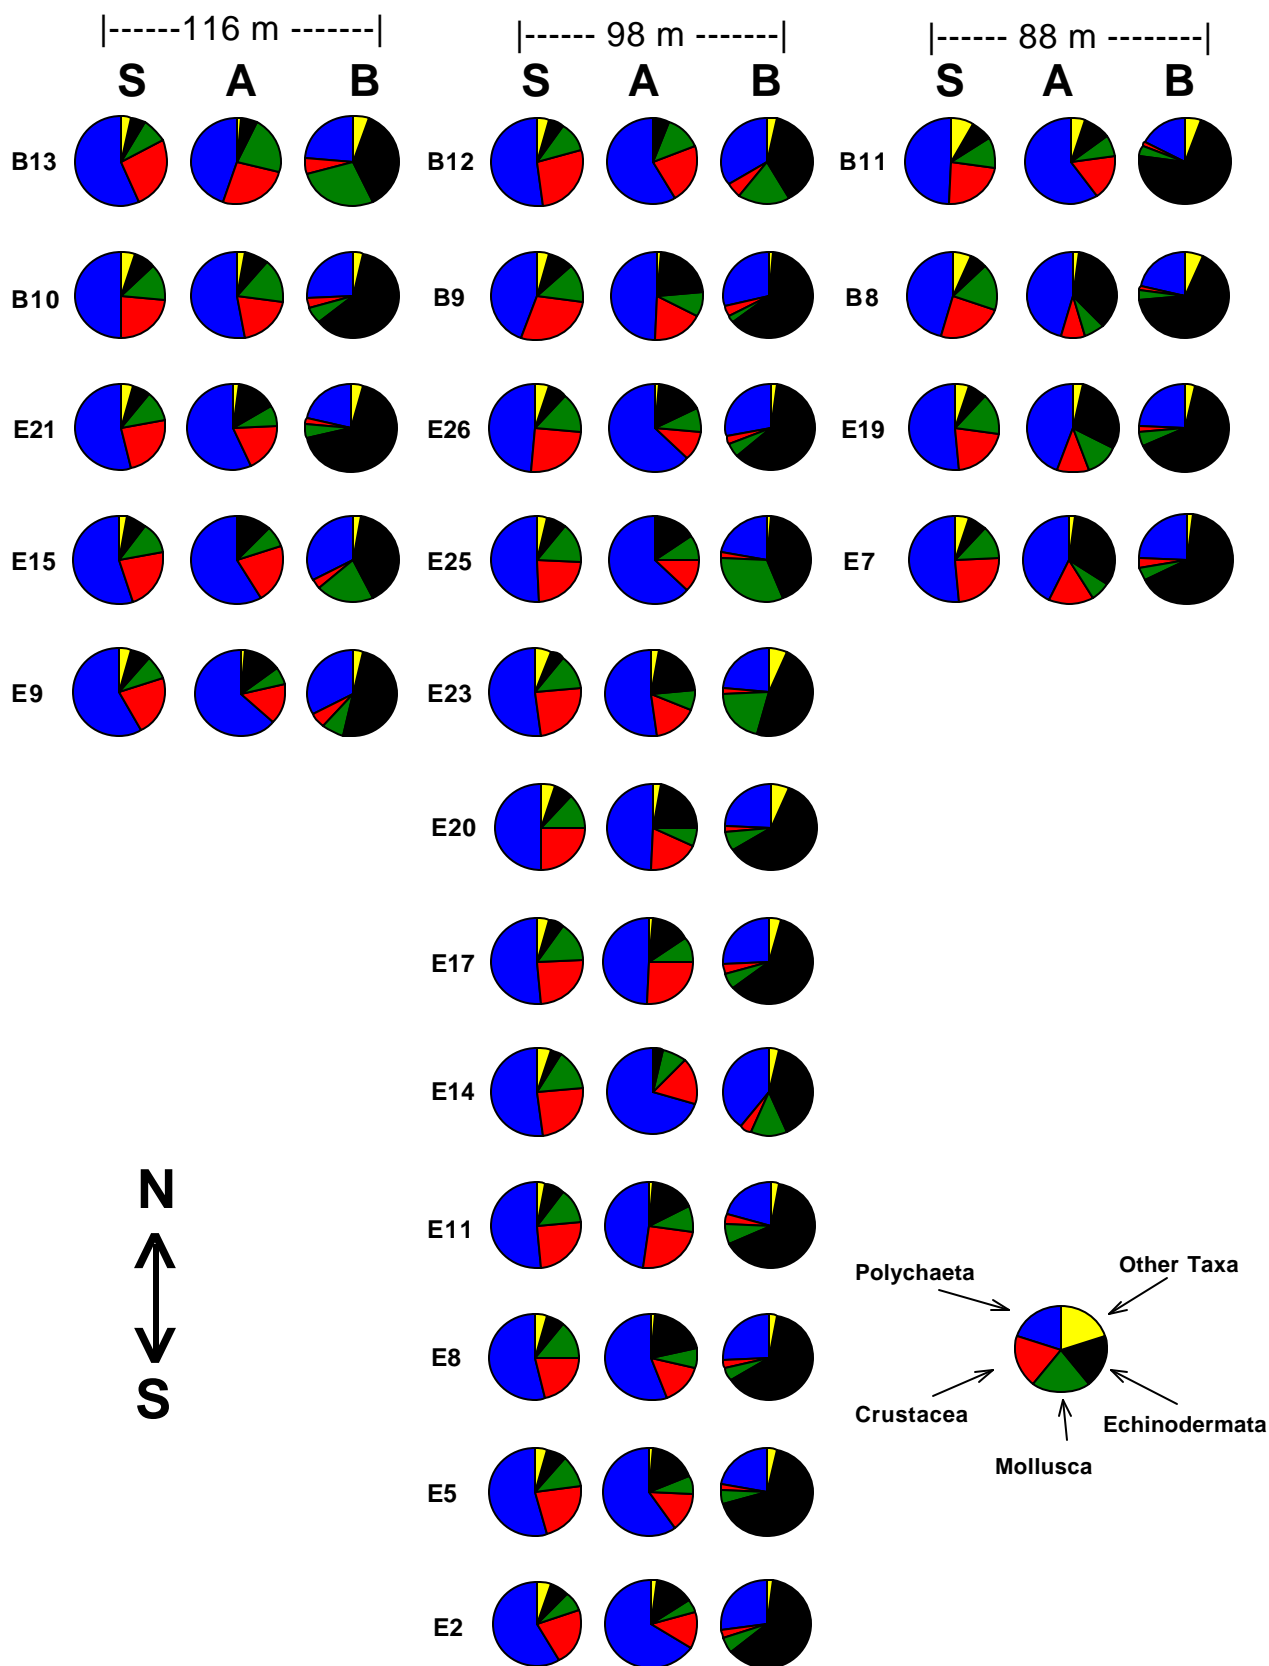 |------116 m -------|
|------ 98 m -------|
|------ 88 m --------|
S A B
S A B
S A B
B13
B12
B11
B10
B9
B8
E21
E26
E19
E15
E25
E7
E9
E23
E20
E17
E14
E11
E8
E5
E2
N
S
Polychaeta
Other Taxa
Crustacea
Echinodermata
Mollusca